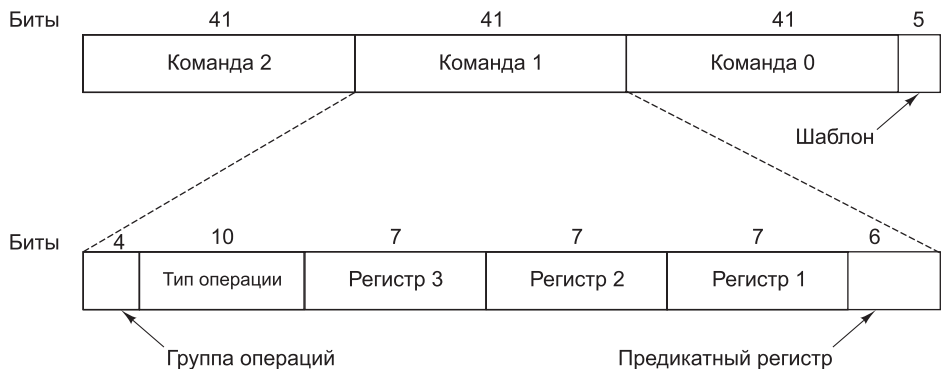 Биты 41 41 41 5
Команда 2 Команда 1 Команда 0
Шаблон
Биты 4 10 7 7 7 6
Тип операции Регистр 3 Регистр 2 Регистр 1
Группа операций Предикатный регистр